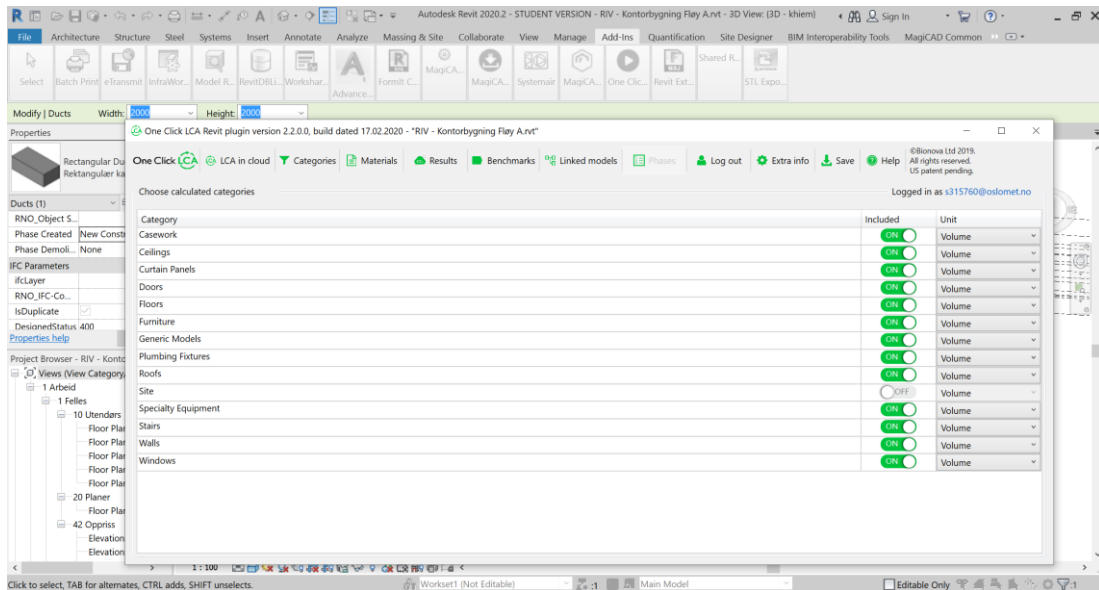 Autodesk Revit 2020.2 - STUDENT VERSION - RIV - Kontorbygning Fløy A.rvt - 3D View: {3D - khiem} Sign In
File Architecture Structure Steel Systems Insert Annotate Analyze Massing & Site Collaborate View Manage Add-Ins Quantification Site Designer BIM Interoperability Tools MagiCAD Common
Shared R...
MagiCA...
Select Batch Print eTransmit InfraWor... Model R... RevitDBLi... Workshar... FormIt C... MagiCA... Systemair MagiCA... One Clic... Revit Ext... STL Expo...
Advance...
Modify | Ducts Width: 2000 Height: 2000
Properties
One Click LCA Revit plugin version 2.2.0.0, build dated 17.02.2020 - "RIV - Kontorbygning Fløy A.rvt"
Rectangular Du
Rektangulær ka
One Click LCA LCA in cloud Categories Materials Results Benchmarks Linked models Phases Log out Extra info Save Help
©Bionova Ltd 2019.
All rights reserved.
US patent pending.
Choose calculated categories Logged in as s315760@oslomet.no
Ducts (1)
RNO_Object S...
Phase Created New Constr
Phase Demoli... None
IFC Parameters
ifcLayer
RNO_IFC-Co...
IsDuplicate
DesignedStatus 400
Properties help
Category Included Unit
Casework ON Volume
Ceilings ON Volume
Curtain Panels ON Volume
Doors ON Volume
Floors ON Volume
Furniture ON Volume
Generic Models ON Volume
Plumbing Fixtures ON Volume
Roofs ON Volume
Site OFF Volume
Specialty Equipment ON Volume
Stairs ON Volume
Walls ON Volume
Windows ON Volume
Project Browser - RIV - Konto
Views (View Category,
1 Arbeid
1 Felles
10 Utendørs
Floor Plan
Floor Plan
Floor Plan
Floor Plan
20 Planer
Floor Plan
42 Oppriss
Elevation
Elevation
1 : 100
Click to select, TAB for alternates, CTRL adds, SHIFT unselects. Workset1 (Not Editable) :1 Main Model Editable Only :1